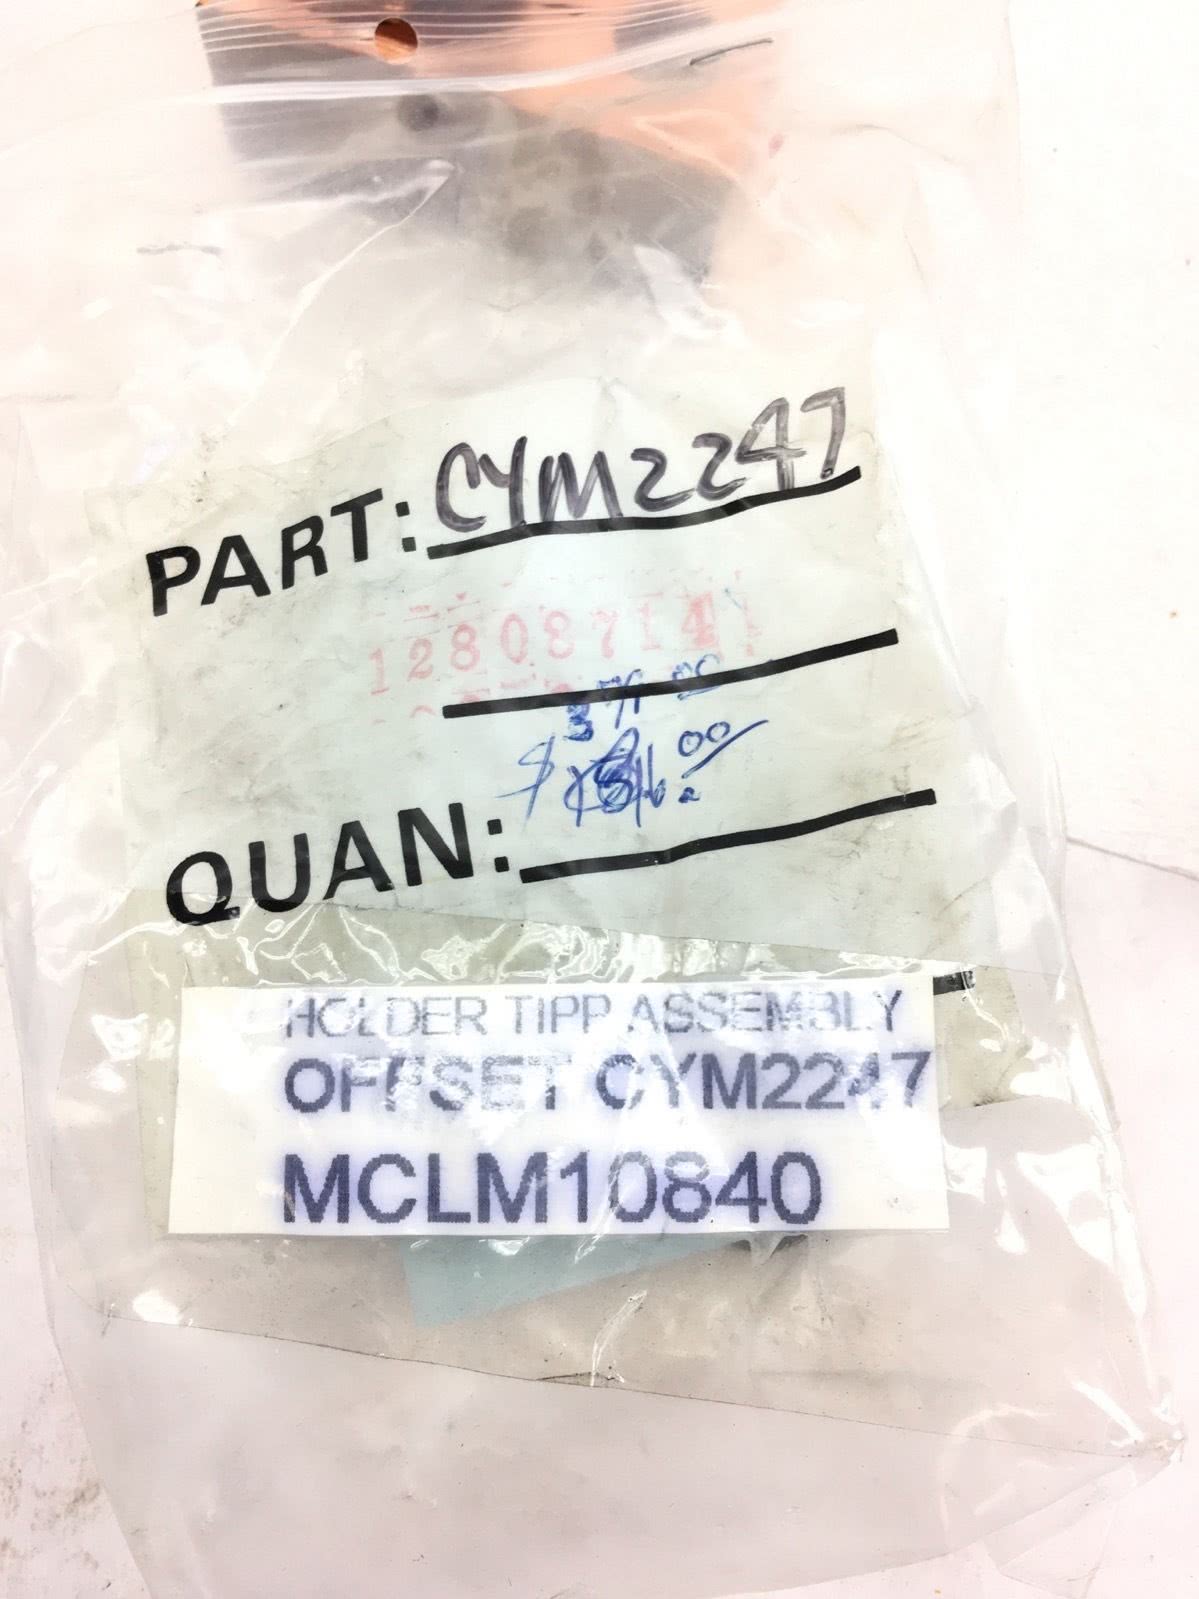 PART: CYM2247
12808714
QUAN:
HOLDER TIPP ASSEMBLY
OFFSET CYM2247
MCLM10840